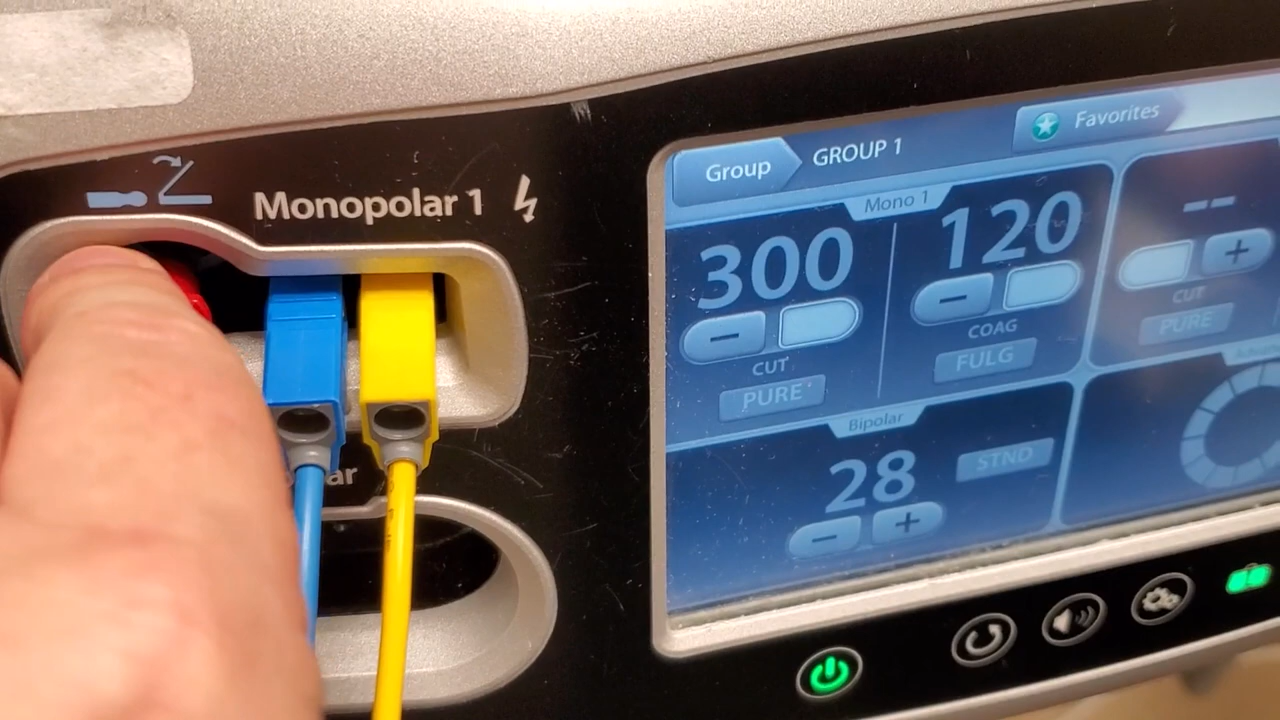 Monopolar 1
ar
Group
GROUP 1
Favorites
Mono 1
300
120
--
- 
-
+
CUT
COAG
CUT
PURE
FULG
PURE
Bipolar
28
STND
-
+